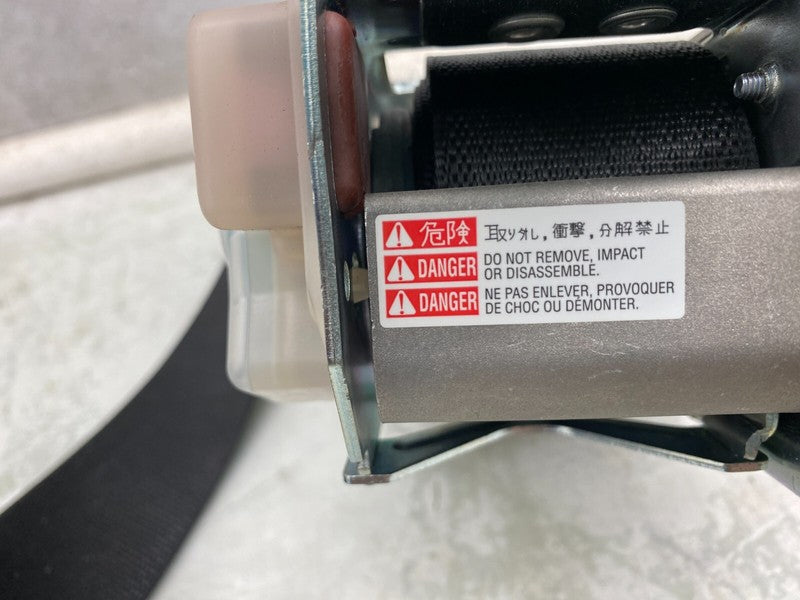 危険 取り外し，衝撃，分解禁止
DANGER DO NOT REMOVE, IMPACT
OR DISASSEMBLE.
DANGER NE PAS ENLEVER, PROVOQUER
DE CHOC OU DÉMONTER.